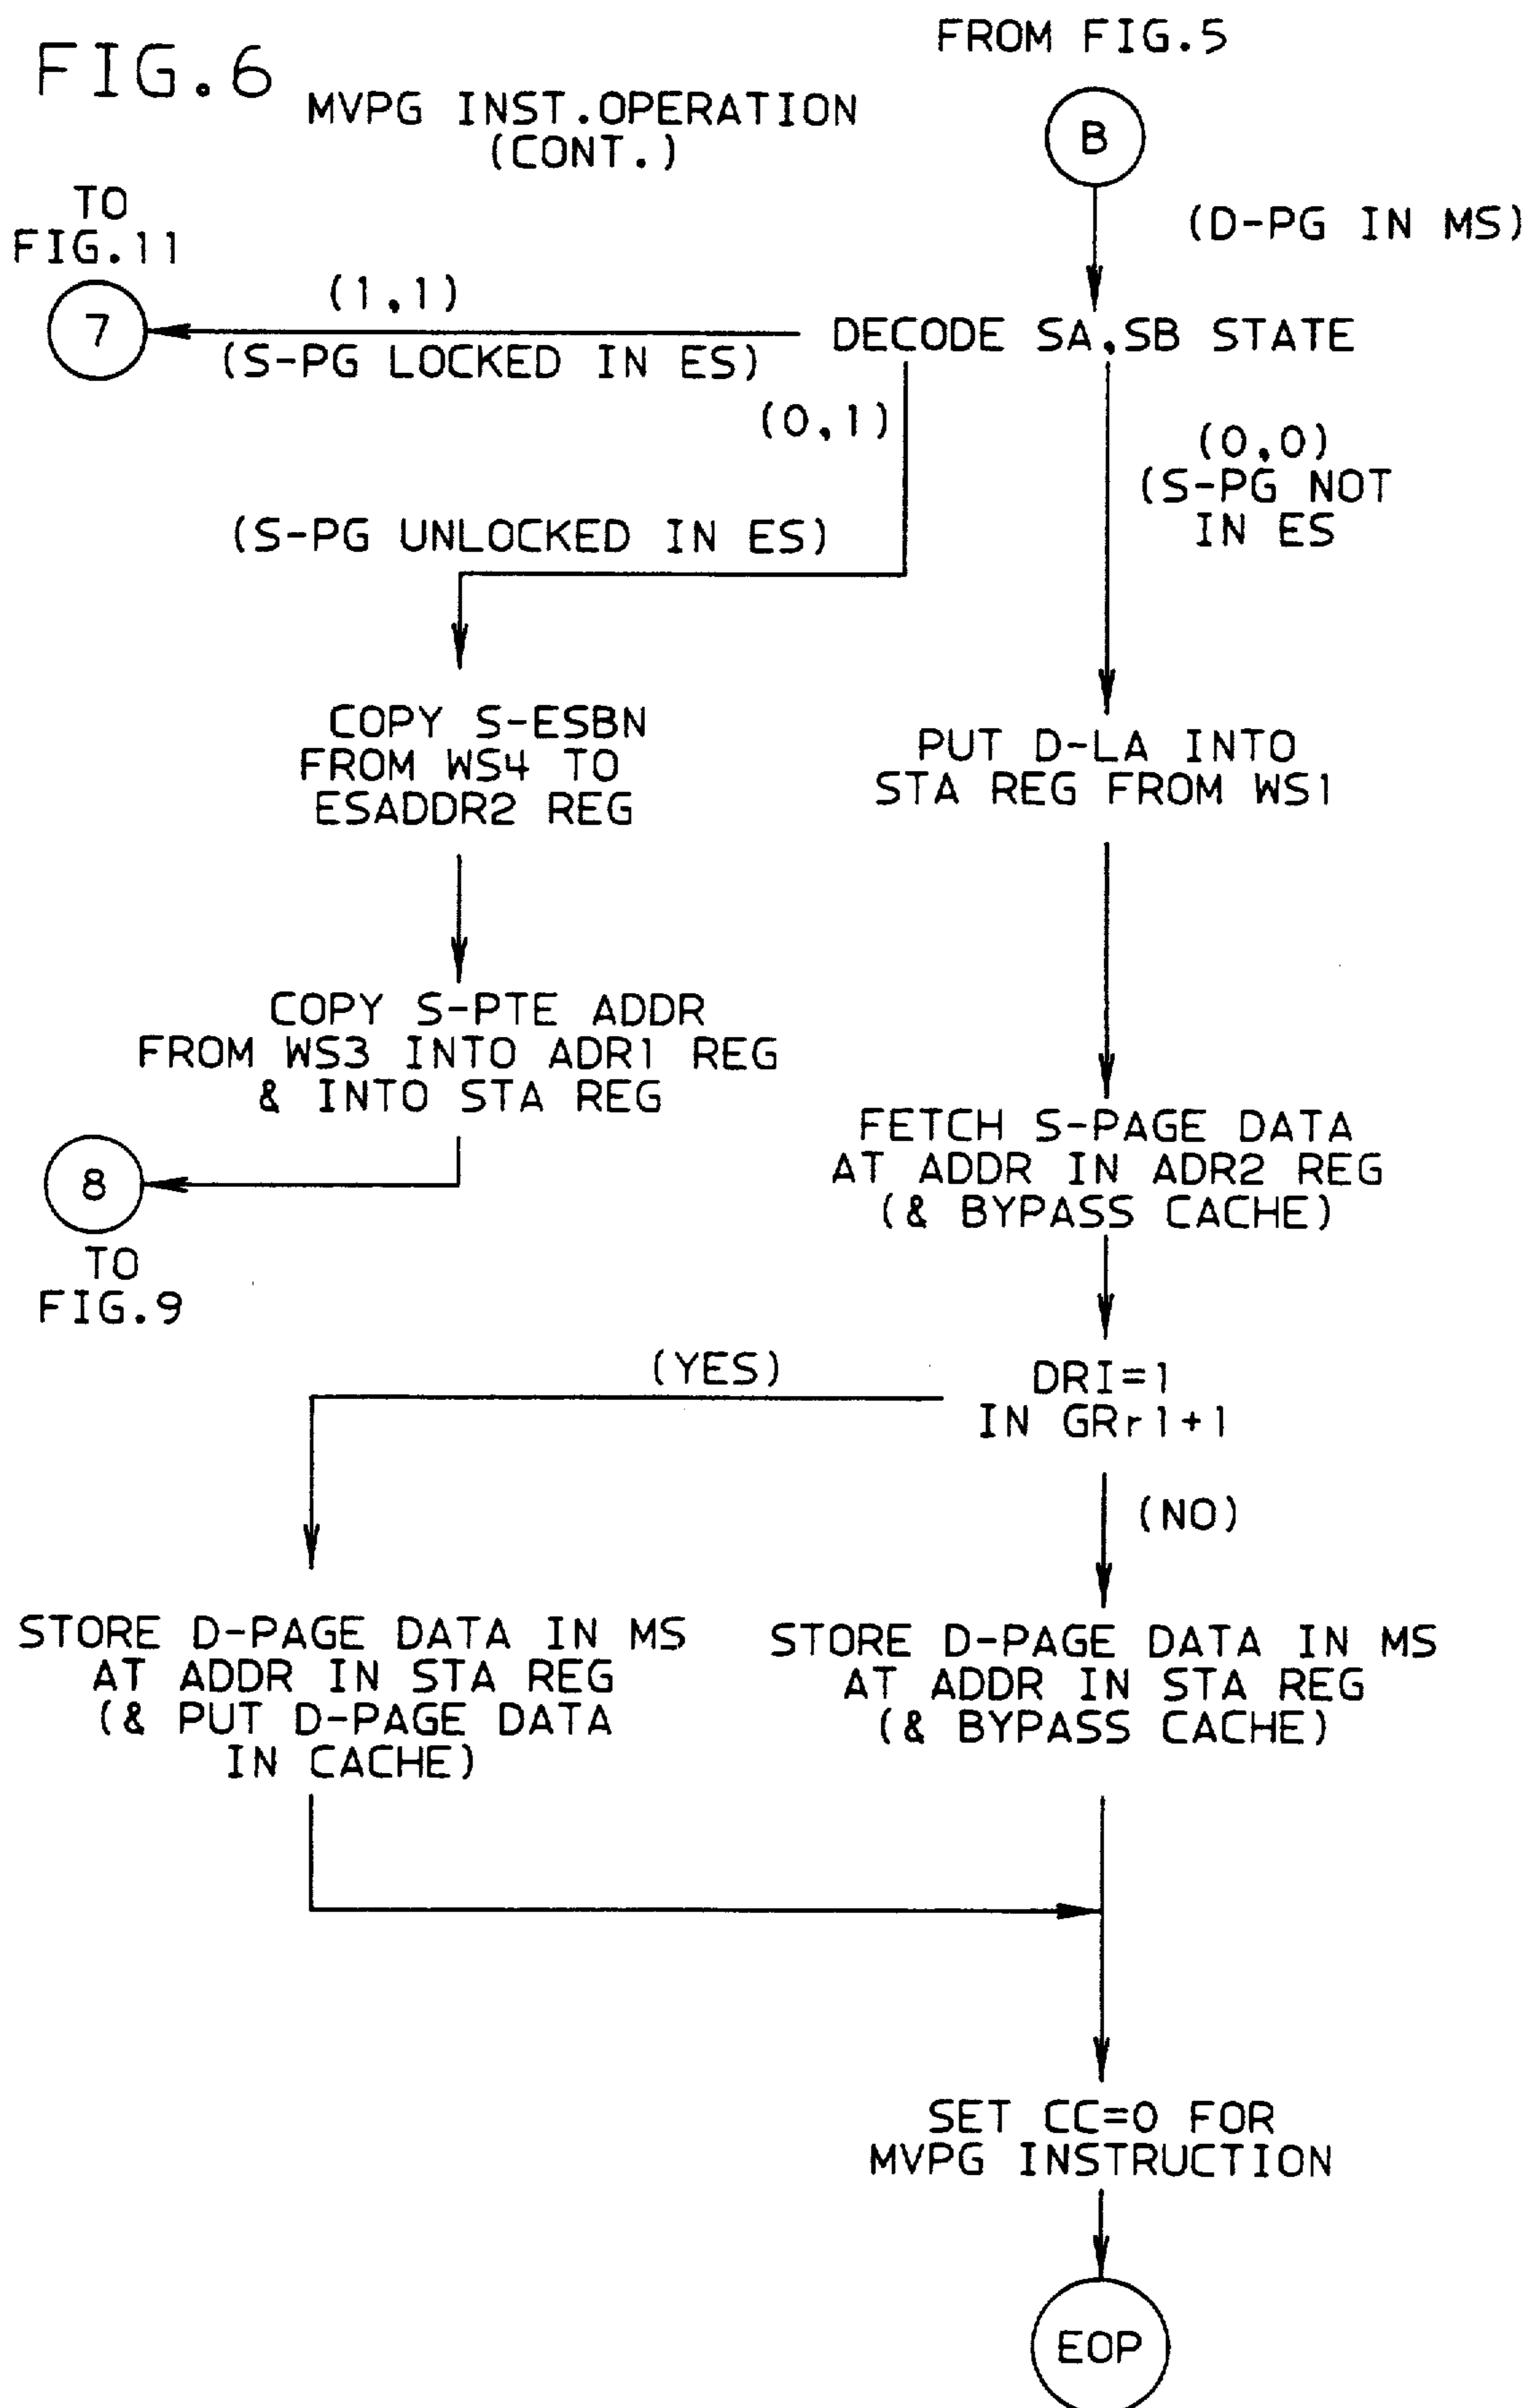 FIG.6
MVPG INST.OPERATION
(CONT.)
FROM FIG.5
B
(D-PG IN MS)
TO
FIG.11
7
(1,1)
(S-PG LOCKED IN ES)
DECODE SA,SB STATE
(0,1)
(S-PG UNLOCKED IN ES)
(0,0)
(S-PG NOT
IN ES
COPY S-ESBN
FROM WS4 TO
ESADDR2 REG
PUT D-LA INTO
STA REG FROM WS1
COPY S-PTE ADDR
FROM WS3 INTO ADR1 REG
& INTO STA REG
8
TO
FIG.9
FETCH S-PAGE DATA
AT ADDR IN ADR2 REG
(& BYPASS CACHE)
(YES)
DRI=1
IN GRr1+1
(NO)
STORE D-PAGE DATA IN MS
AT ADDR IN STA REG
(& PUT D-PAGE DATA
IN CACHE)
STORE D-PAGE DATA IN MS
AT ADDR IN STA REG
(& BYPASS CACHE)
SET CC=0 FOR
MVPG INSTRUCTION
EOP